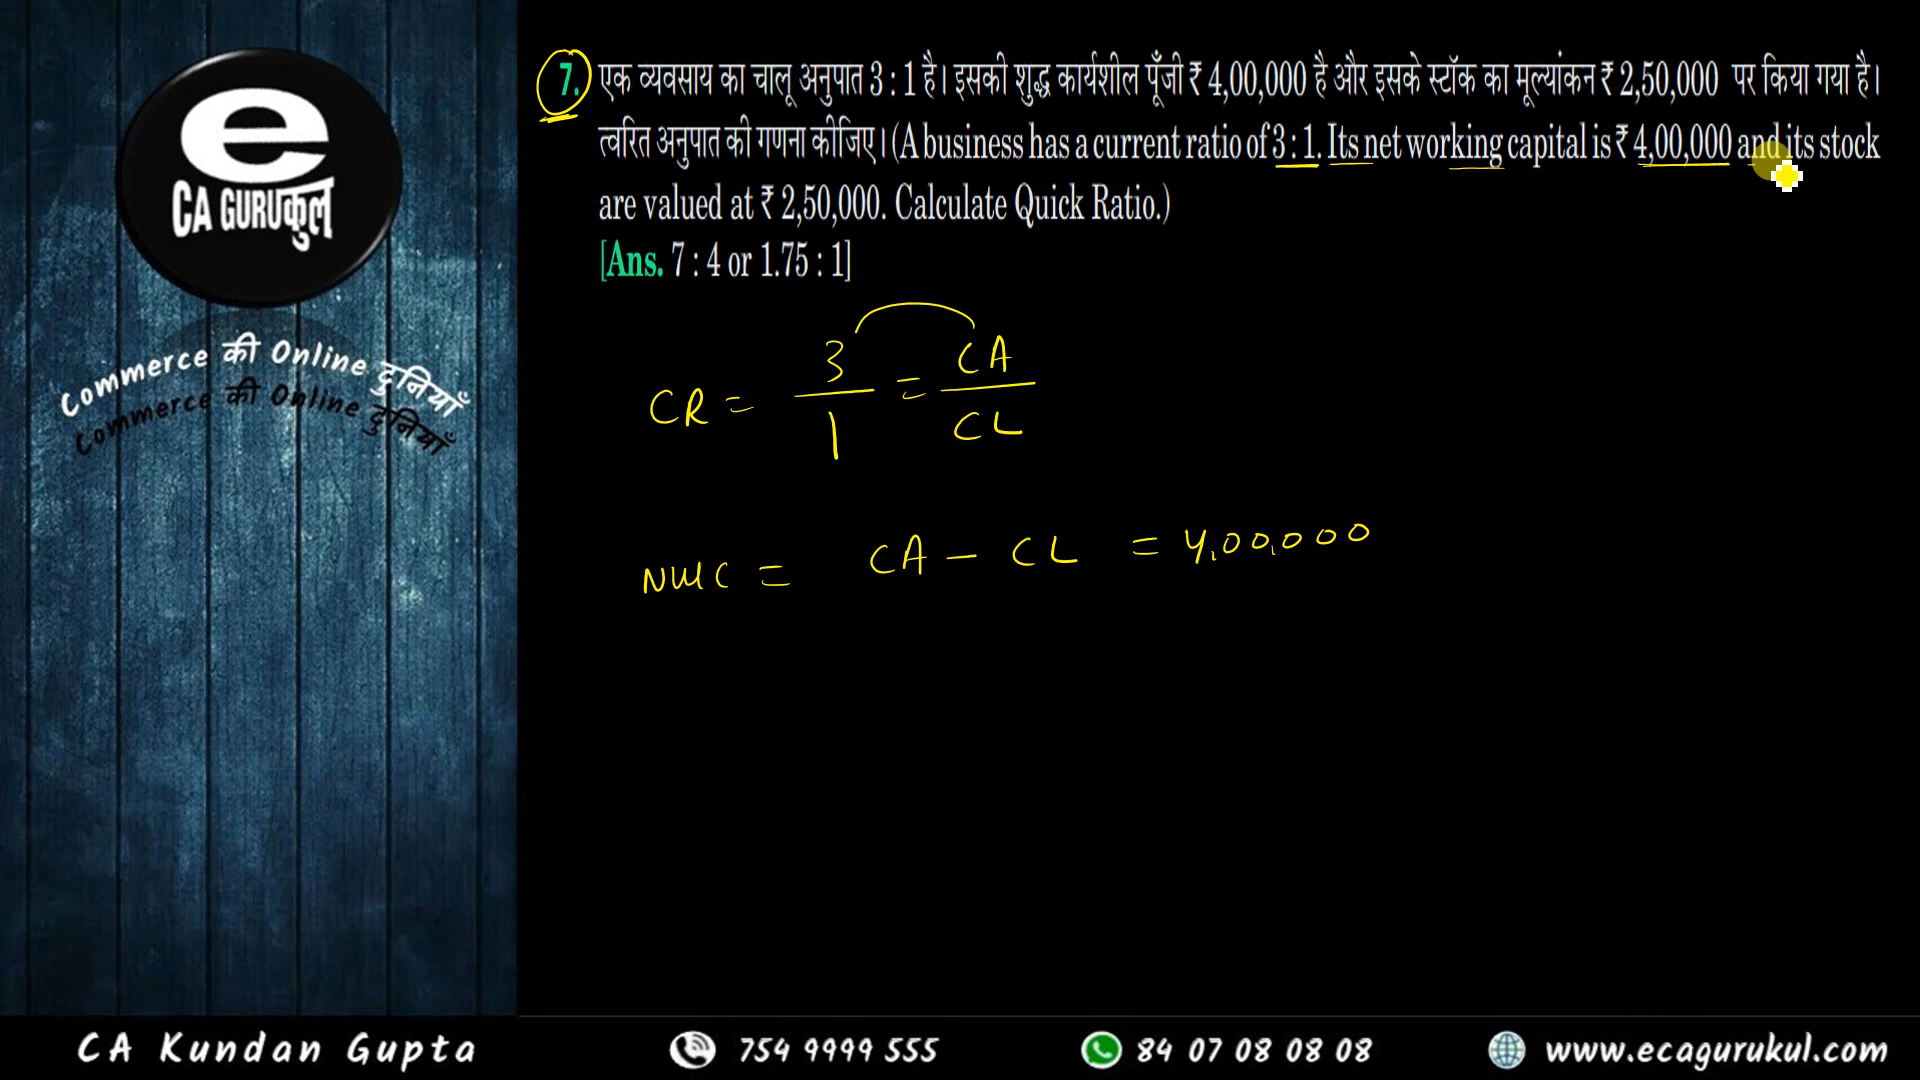 e
CA GURUकुल
Commerce की Online दुनियाँ
7. एक व्यवसाय का चालू अनुपात 3 : 1 है। इसकी शुद्ध कार्यशील पूँजी ₹ 4,00,000 है और इसके स्टॉक का मूल्यांकन ₹ 2,50,000 पर किया गया है।
त्वरित अनुपात की गणना कीजिए। (A business has a current ratio of 3 : 1. Its net working capital is ₹ 4,00,000 and its stock
are valued at ₹ 2,50,000. Calculate Quick Ratio.)
[Ans. 7 : 4 or 1.75 : 1]
CR = 3/1 = CA/CL
NWC = CA - CL = 4,00,000
CA Kundan Gupta
754 9999 555
84 07 08 08 08
www.ecagurukul.com